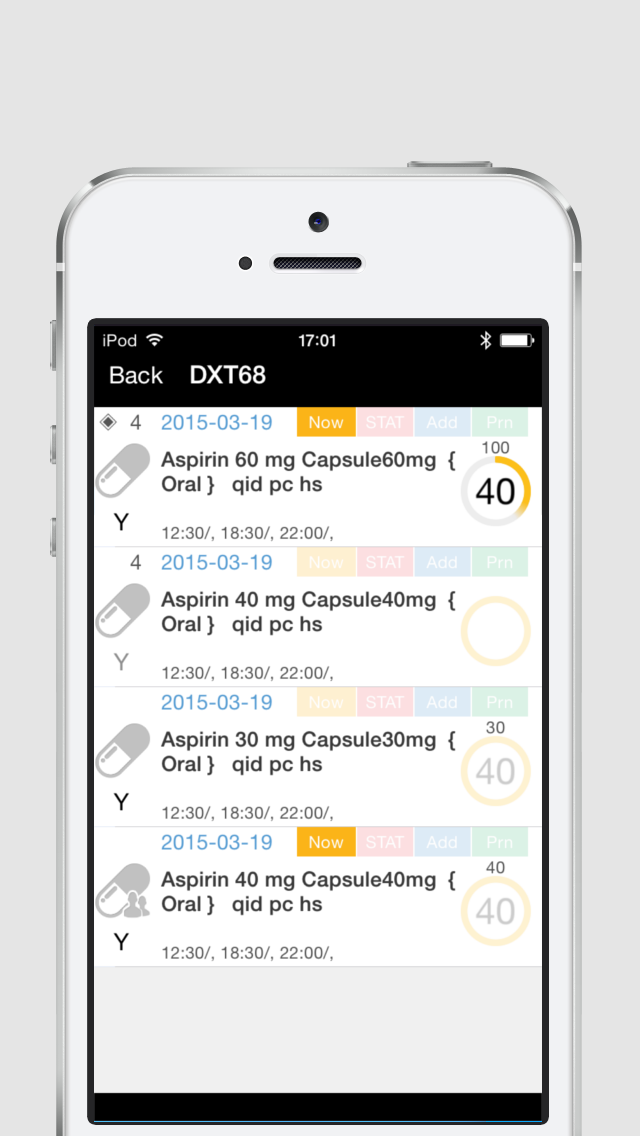 iPod 17:01
Back DXT68
4 2015-03-19 Now STAT Add Prn
100
Aspirin 60 mg Capsule60mg {
Oral } qid pc hs
40
Y
12:30/, 18:30/, 22:00/,
4 2015-03-19 Now STAT Add Prn
Aspirin 40 mg Capsule40mg {
Oral } qid pc hs
Y
12:30/, 18:30/, 22:00/,
2015-03-19 Now STAT Add Prn
30
Aspirin 30 mg Capsule30mg {
Oral } qid pc hs
40
Y
12:30/, 18:30/, 22:00/,
2015-03-19 Now STAT Add Prn
40
Aspirin 40 mg Capsule40mg {
Oral } qid pc hs
40
Y
12:30/, 18:30/, 22:00/,